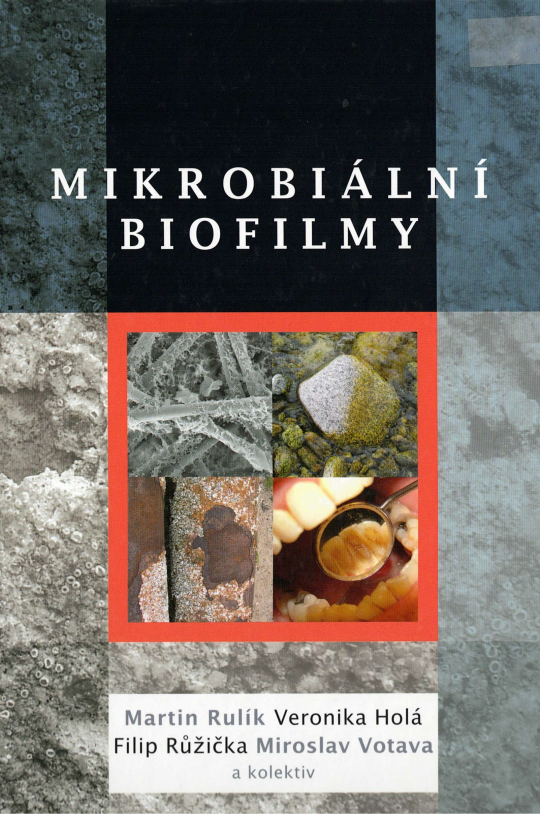 MIKROBIÁLNÍ
BIOFILMY
Martin Rulík Veronika Holá
Filip Růžička Miroslav Votava
a kolektiv